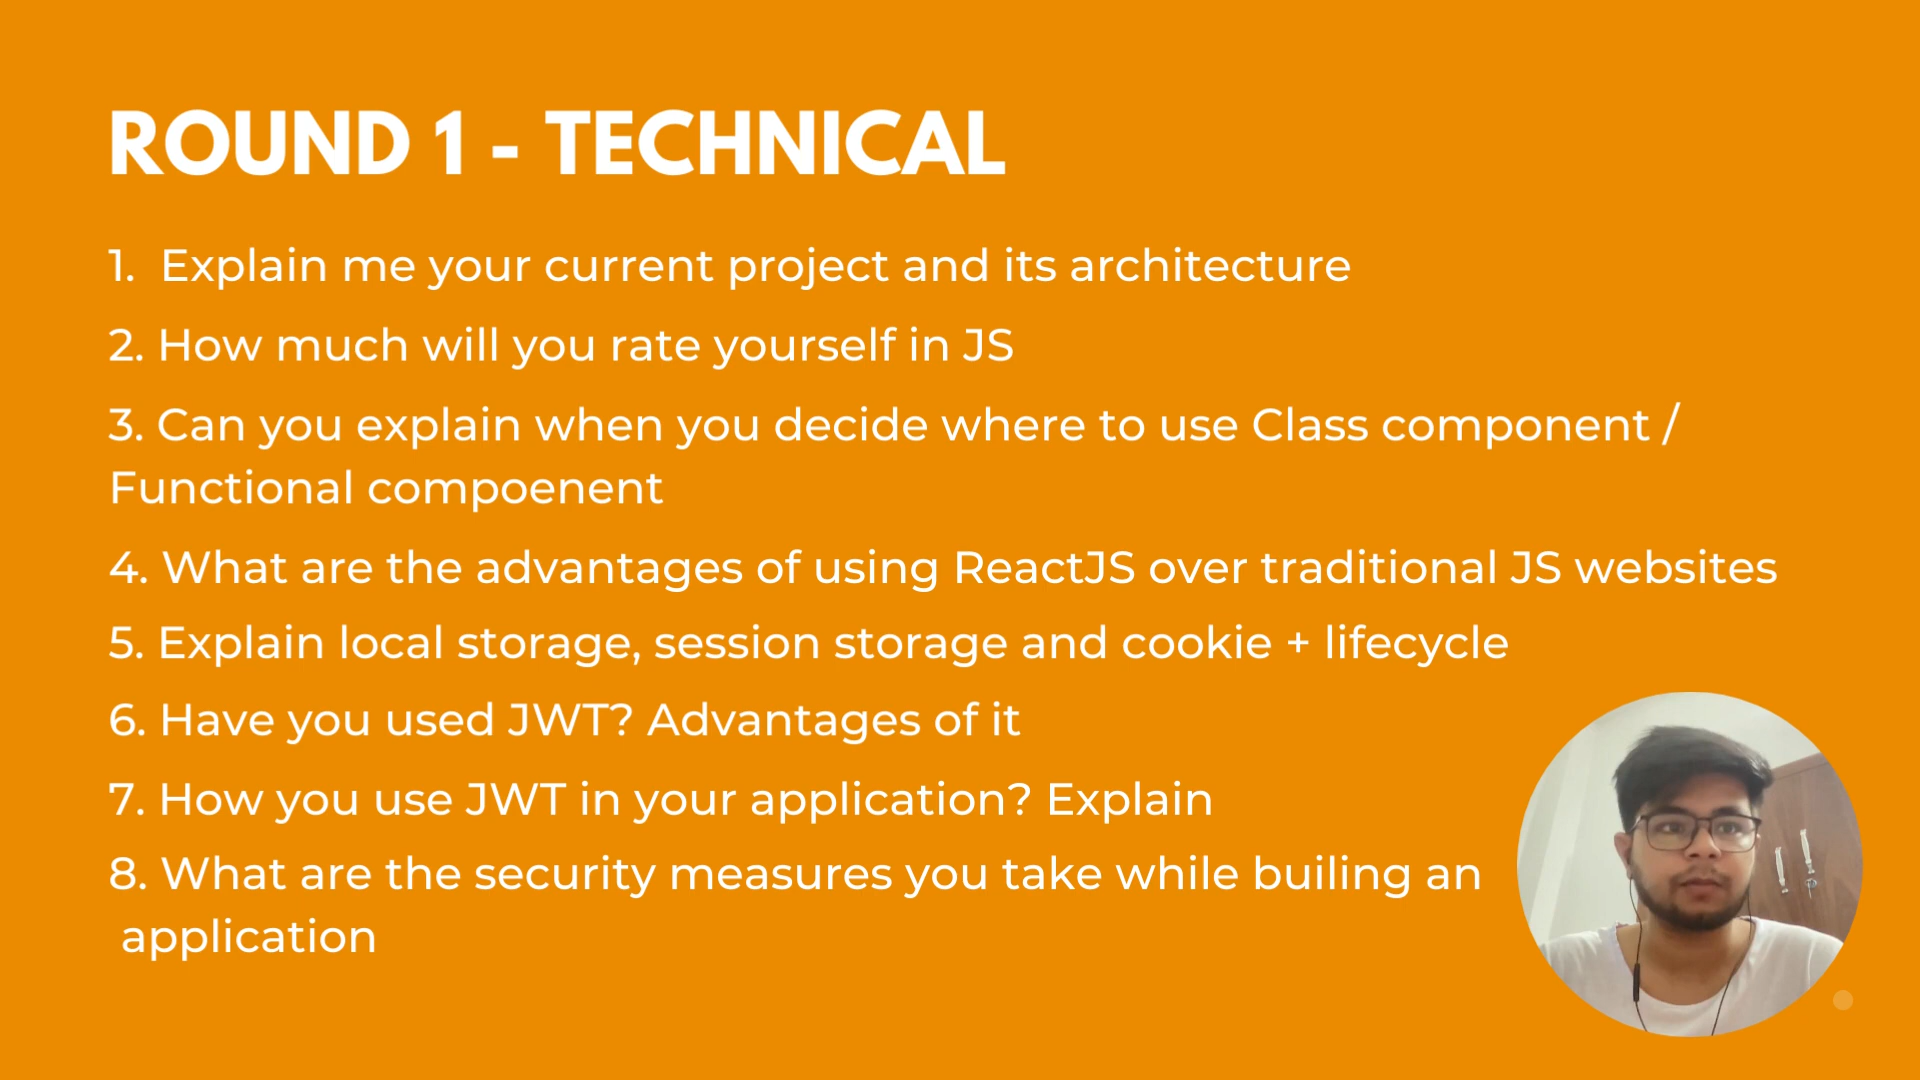 ROUND 1 - TECHNICAL
1. Explain me your current project and its architecture
2. How much will you rate yourself in JS
3. Can you explain when you decide where to use Class component /
Functional compoenent
4. What are the advantages of using ReactJS over traditional JS websites
5. Explain local storage, session storage and cookie + lifecycle
6. Have you used JWT? Advantages of it
7. How you use JWT in your application? Explain
8. What are the security measures you take while builing an
application